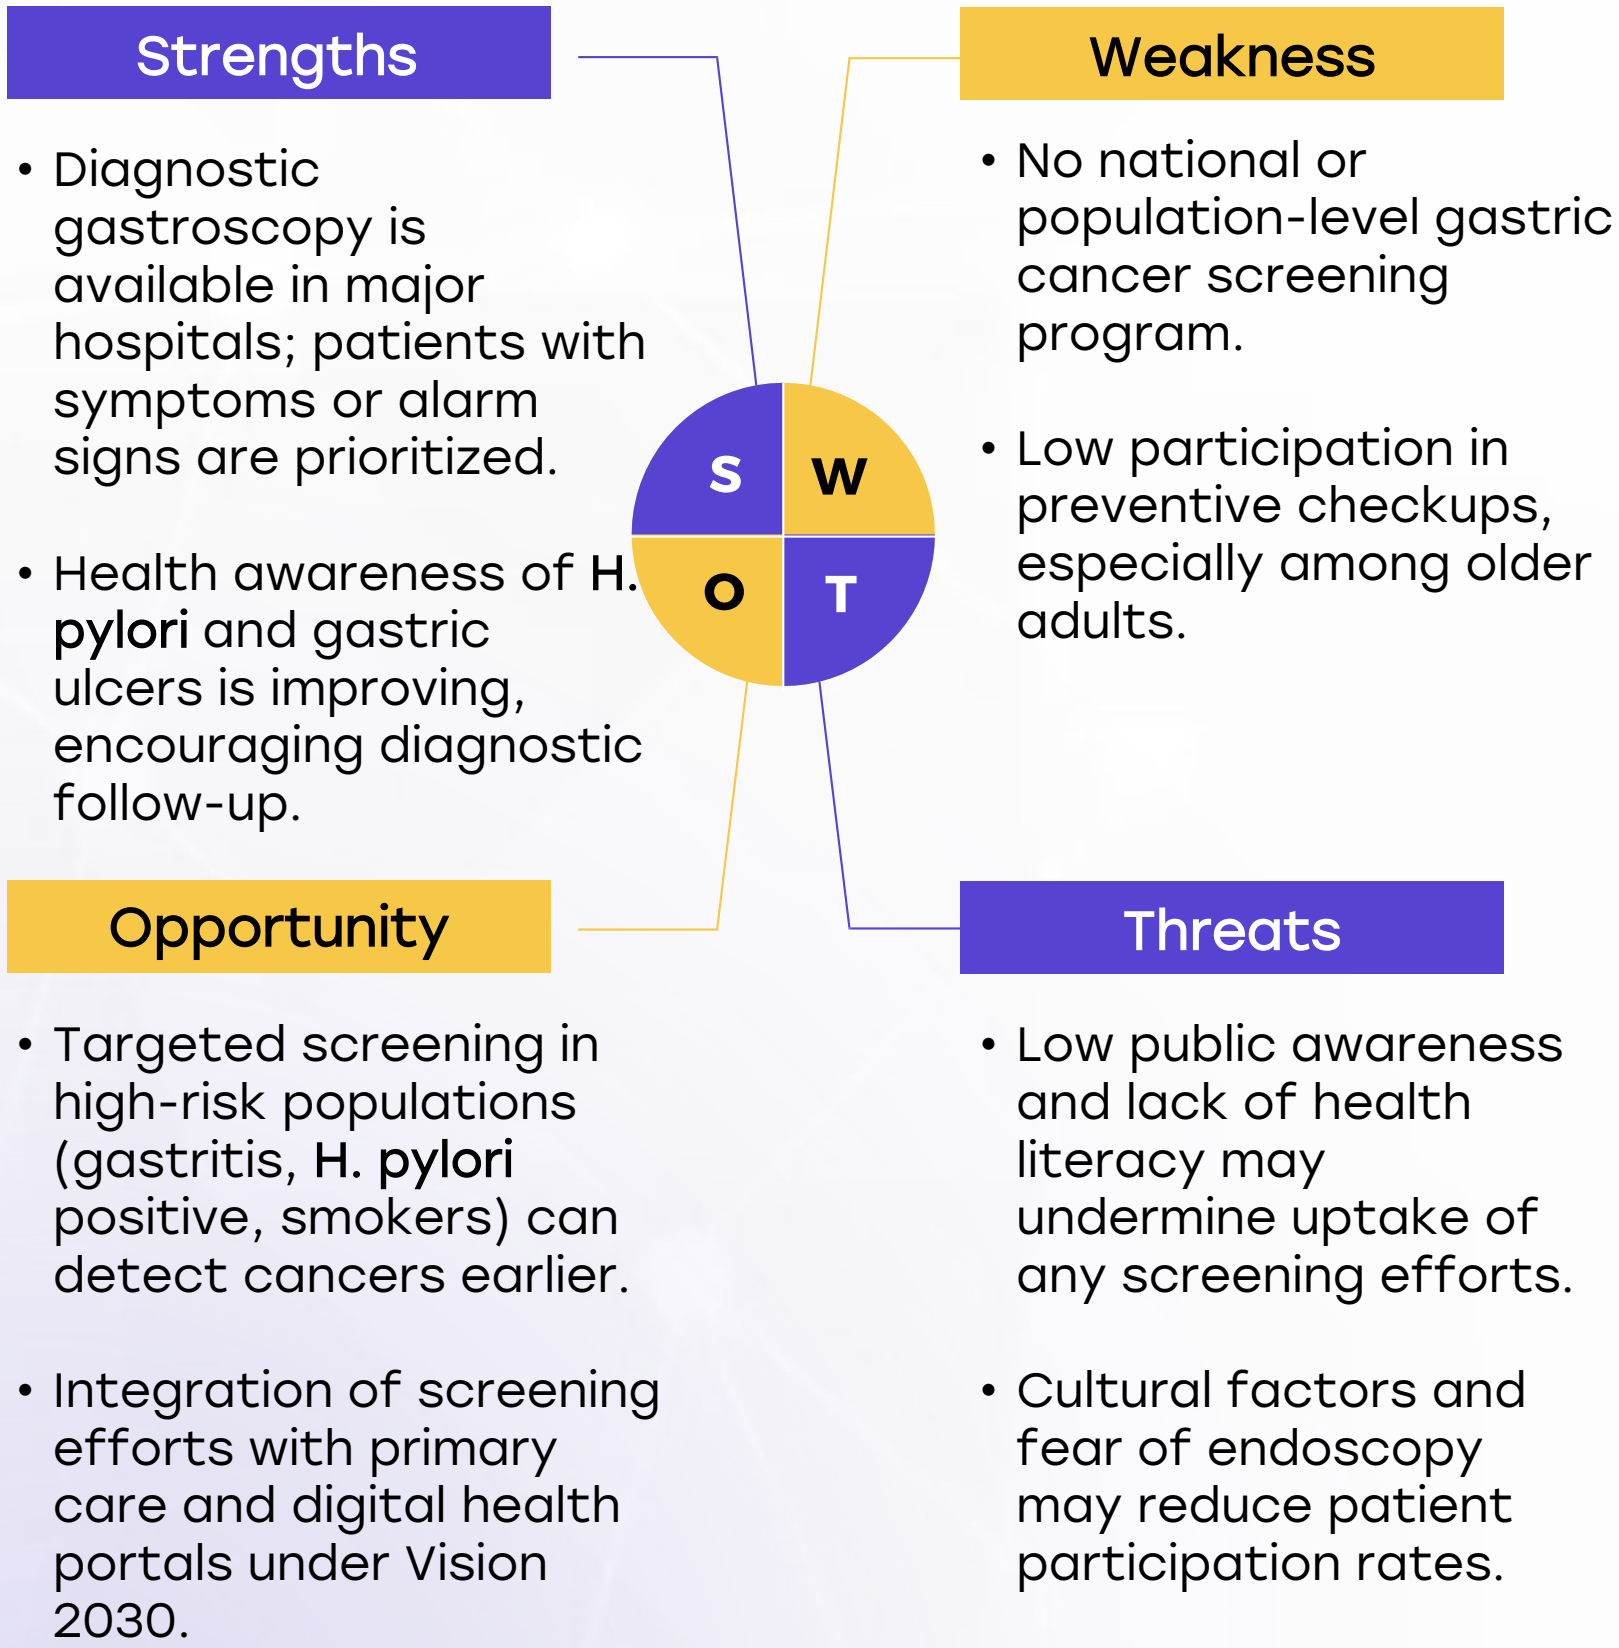 Strengths
• Diagnostic
gastroscopy is
available in major
hospitals; patients with
symptoms or alarm
signs are prioritized.
• Health awareness of H.
pylori and gastric
ulcers is improving,
encouraging diagnostic
follow-up.
Weakness
• No national or
population-level gastric
cancer screening
program.
• Low participation in
preventive checkups,
especially among older
adults.
S
W
O
T
Opportunity
• Targeted screening in
high-risk populations
(gastritis, H. pylori
positive, smokers) can
detect cancers earlier.
• Integration of screening
efforts with primary
care and digital health
portals under Vision
2030.
Threats
• Low public awareness
and lack of health
literacy may
undermine uptake of
any screening efforts.
• Cultural factors and
fear of endoscopy
may reduce patient
participation rates.